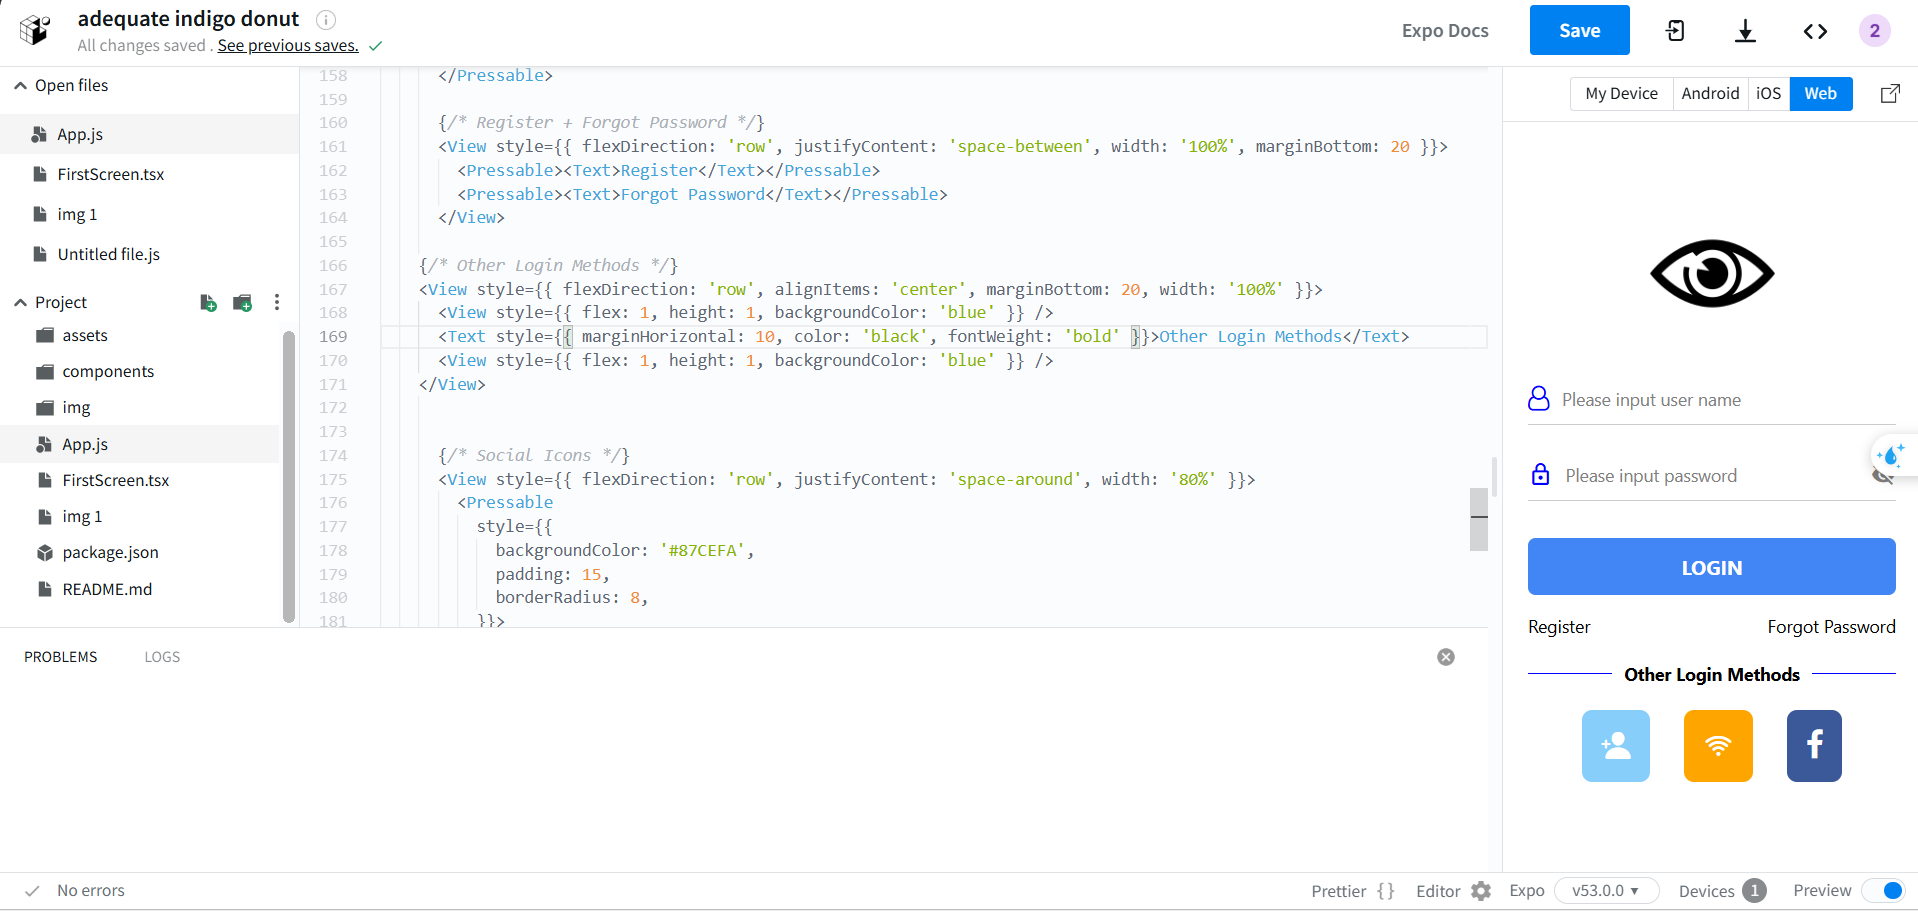 adequate indigo donut
All changes saved . See previous saves.
Expo Docs
Save
2
Open files
App.js
FirstScreen.tsx
img 1
Untitled file.js
Project
assets
components
img
App.js
FirstScreen.tsx
img 1
package.json
README.md
158 </Pressable>
159
160 {/* Register + Forgot Password */}
161 <View style={{ flexDirection: 'row', justifyContent: 'space-between', width: '100%', marginBottom: 20 }}>
162 <Pressable><Text>Register</Text></Pressable>
163 <Pressable><Text>Forgot Password</Text></Pressable>
164 </View>
165
166 {/* Other Login Methods */}
167 <View style={{ flexDirection: 'row', alignItems: 'center', marginBottom: 20, width: '100%' }}>
168 <View style={{ flex: 1, height: 1, backgroundColor: 'blue' }} />
169 <Text style={{ marginHorizontal: 10, color: 'black', fontWeight: 'bold' }}>Other Login Methods</Text>
170 <View style={{ flex: 1, height: 1, backgroundColor: 'blue' }} />
171 </View>
172
173
174 {/* Social Icons */}
175 <View style={{ flexDirection: 'row', justifyContent: 'space-around', width: '80%' }}>
176 <Pressable
177 style={{
178 backgroundColor: '#87CEFA',
179 padding: 15,
180 borderRadius: 8,
181 }}>
My Device
Android
iOS
Web
Please input user name
Please input password
LOGIN
Register
Forgot Password
Other Login Methods
PROBLEMS
LOGS
No errors
Prettier { }
Editor
Expo
v53.0.0
Devices 1
Preview